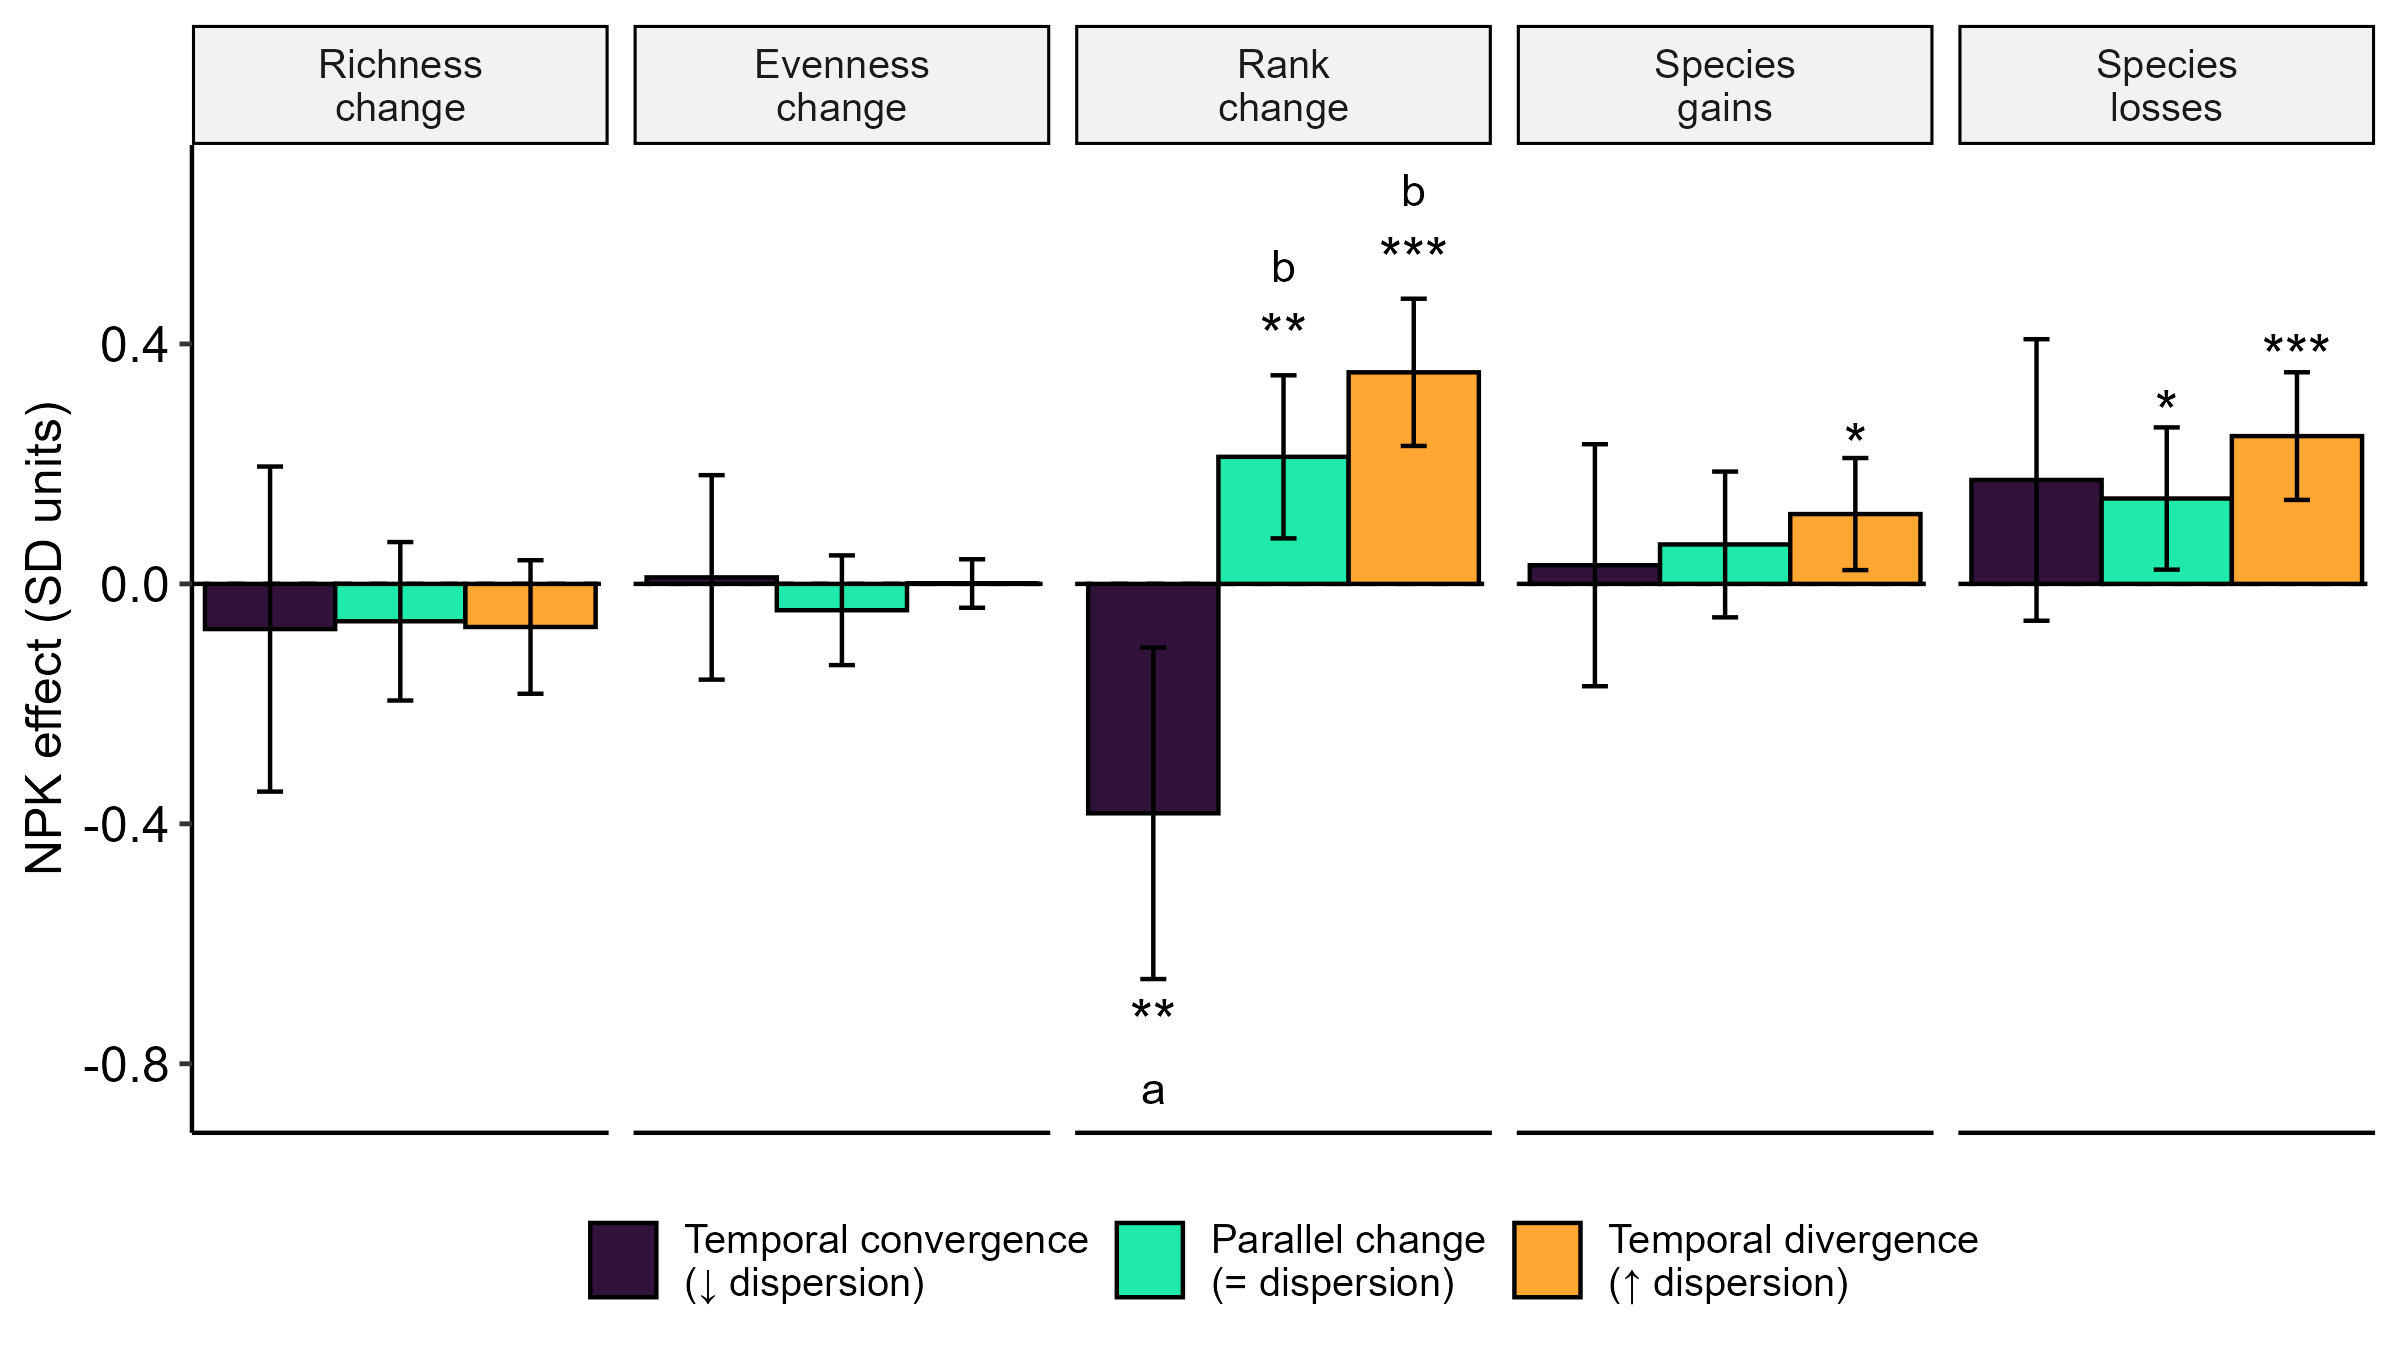 Richness
change
Evenness
change
Rank
change
Species
gains
Species
losses
b
***
b
**
*
*
***
**
a
0.4
0.0
-0.4
-0.8
NPK effect (SD units)
Temporal convergence
(↓ dispersion)
Parallel change
(= dispersion)
Temporal divergence
(↑ dispersion)